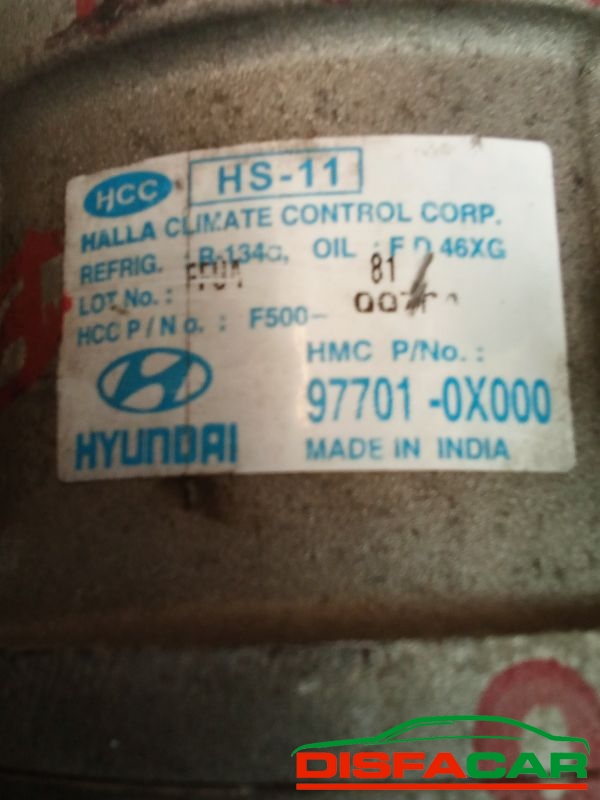 HCC HS-11
HALLA CLIMATE CONTROL CORP.
REFRIG. : R-134a, OIL : F.D.46XG
LOT No.: 81
HCC P/No. : F500-
HMC P/No.:
97701-0X000
HYUNDAI
MADE IN INDIA
DISFACAR